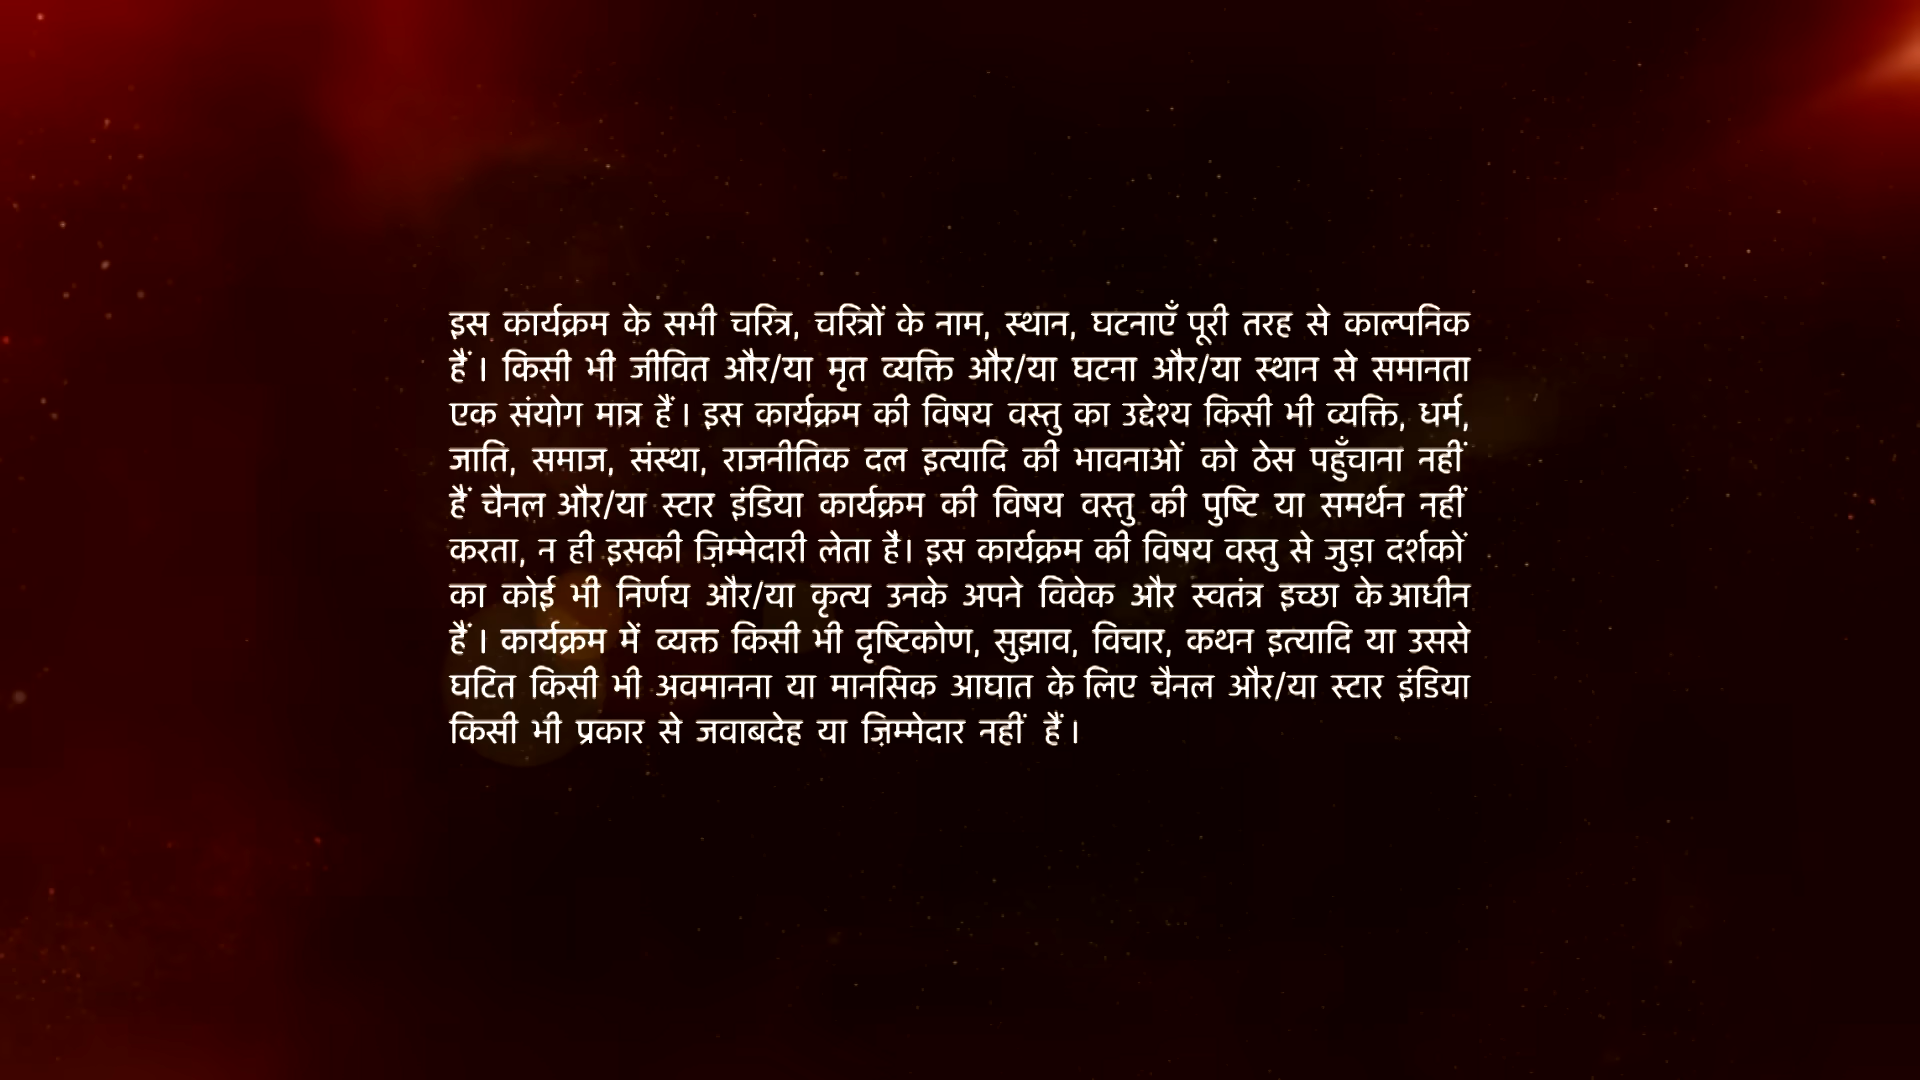 इस कार्यक्रम के सभी चरित्र, चरित्रों के नाम, स्थान, घटनाएँ पूरी तरह से काल्पनिक
हैं । किसी भी जीवित और/या मृत व्यक्ति और/या घटना और/या स्थान से समानता
एक संयोग मात्र हैं । इस कार्यक्रम की विषय वस्तु का उद्देश्य किसी भी व्यक्ति, धर्म,
जाति, समाज, संस्था, राजनीतिक दल इत्यादि की भावनाओं को ठेस पहुँचाना नहीं
हैं चैनल और/या स्टार इंडिया कार्यक्रम की विषय वस्तु की पुष्टि या समर्थन नहीं
करता, न ही इसकी ज़िम्मेदारी लेता है। इस कार्यक्रम की विषय वस्तु से जुड़ा दर्शकों
का कोई भी निर्णय और/या कृत्य उनके अपने विवेक और स्वतंत्र इच्छा के आधीन
हैं । कार्यक्रम में व्यक्त किसी भी दृष्टिकोण, सुझाव, विचार, कथन इत्यादि या उससे
घटित किसी भी अवमानना या मानसिक आघात के लिए चैनल और/या स्टार इंडिया
किसी भी प्रकार से जवाबदेह या ज़िम्मेदार नहीं हैं ।